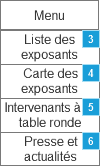 Menu
Liste des 3
exposants
Carte des 4
exposants
Intervenants à 5
table ronde
Presse et 6
actualités